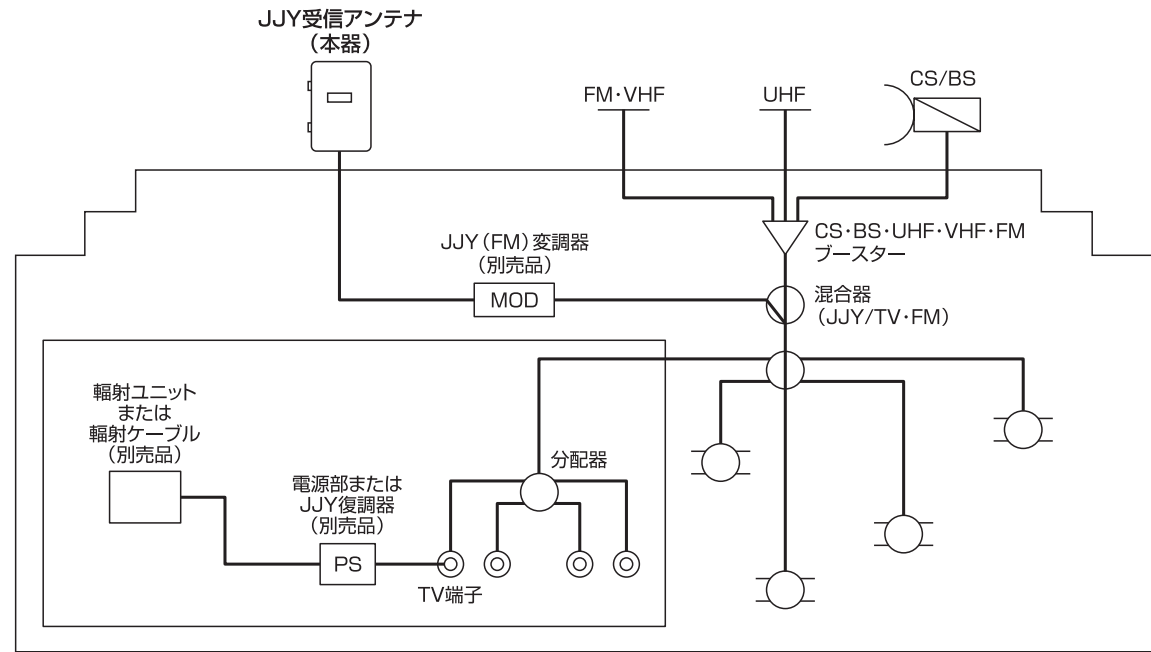 JJY受信アンテナ
（本器）
FM･VHF
UHF
CS/BS
CS･BS･UHF･VHF･FM
ブースター
JJY（FM）変調器
（別売品）
MOD
混合器
（JJY/TV･FM）
輻射ユニット
または
輻射ケーブル
（別売品）
分配器
電源部または
JJY復調器
（別売品）
PS
TV端子